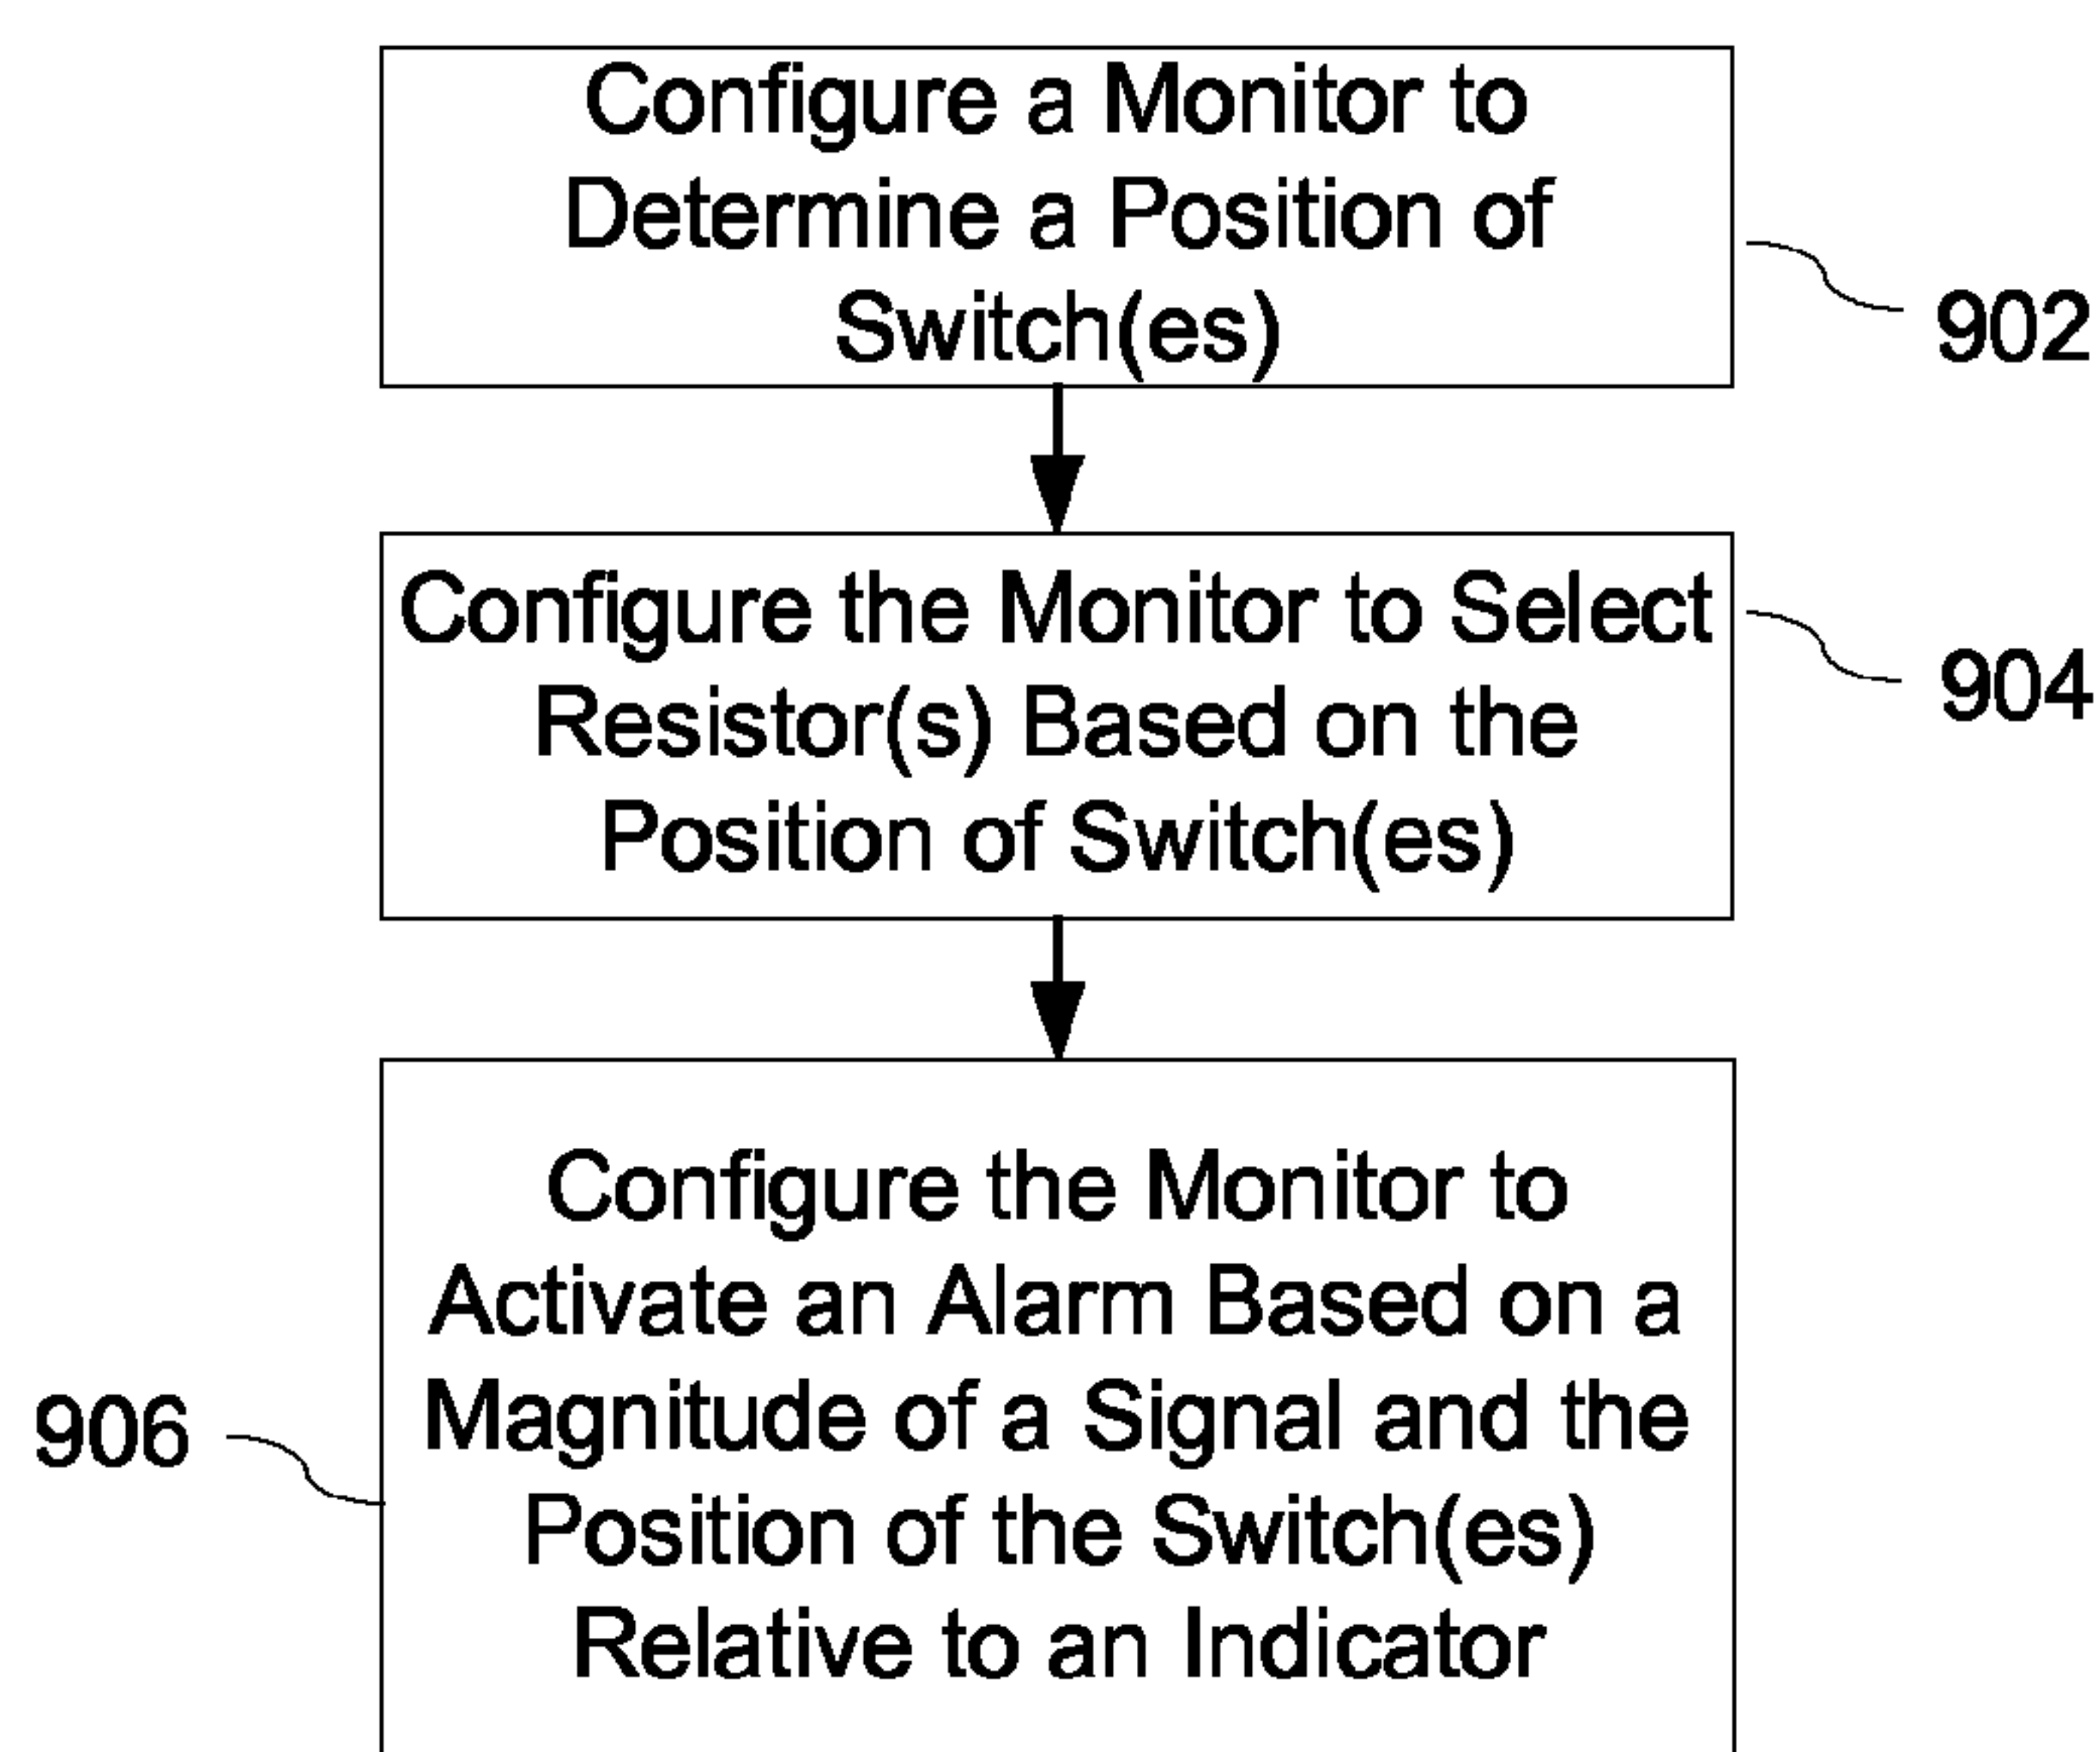 Configure a Monitor to
Determine a Position of
Switch(es)
902
Configure the Monitor to Select
Resistor(s) Based on the
Position of Switch(es)
904
Configure the Monitor to
Activate an Alarm Based on a
Magnitude of a Signal and the
Position of the Switch(es)
Relative to an Indicator
906